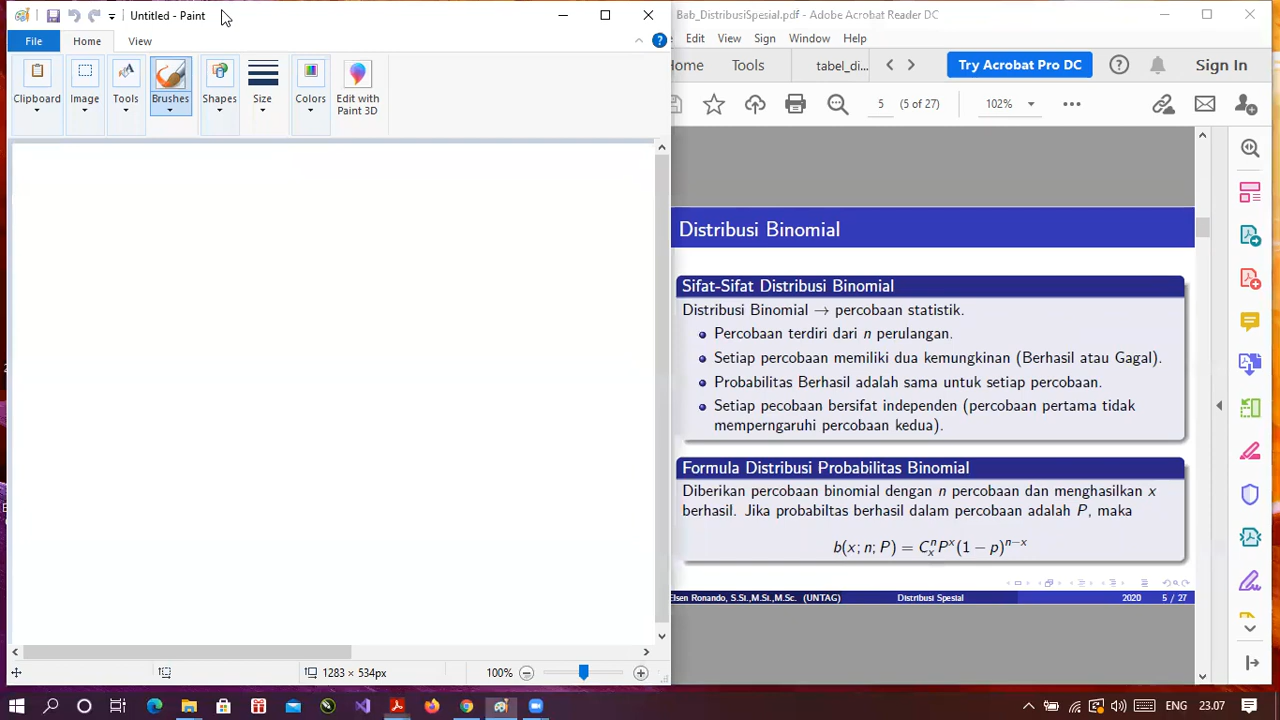 Untitled - Paint
File
Home
View
Clipboard
Image
Tools
Brushes
Shapes
Size
Colors
Edit with
Paint 3D
1283 × 534px
100%
Bab_DistribusiSpesial.pdf - Adobe Acrobat Reader DC
Edit View Sign Window Help
Tools
tabel_di...
Try Acrobat Pro DC
Sign In
5 (5 of 27)
102%
Distribusi Binomial
Sifat-Sifat Distribusi Binomial
Distribusi Binomial → percobaan statistik.
Percobaan terdiri dari n perulangan.
Setiap percobaan memiliki dua kemungkinan (Berhasil atau Gagal).
Probabilitas Berhasil adalah sama untuk setiap percobaan.
Setiap pecobaan bersifat independen (percobaan pertama tidak
memperngaruhi percobaan kedua).
Formula Distribusi Probabilitas Binomial
Diberikan percobaan binomial dengan n percobaan dan menghasilkan x
berhasil. Jika probabiltas berhasil dalam percobaan adalah P, maka
b(x; n; P) = C^n_x P^x (1 − p)^{n−x}
Elsen Ronando, S.Si.,M.Si.,M.Sc. (UNTAG)
Distribusi Spesial
2020
5 / 27
ENG
23.07